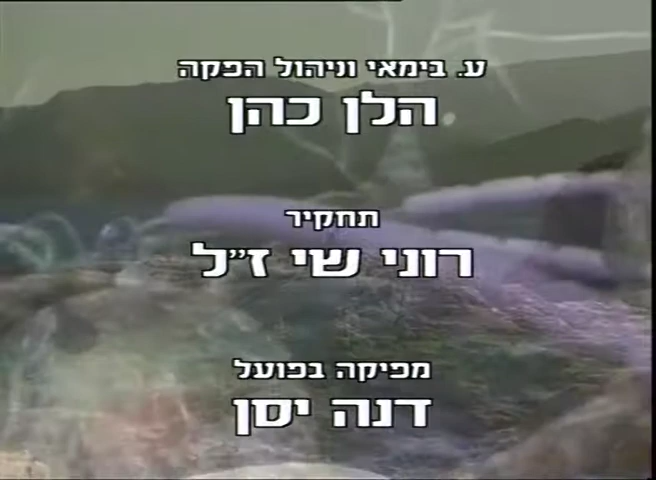 ע. בימאי וניהול הפקה
הלן כהן
תחקיר
רוני שי ז״ל
מפיקה בפועל
דנה יסן